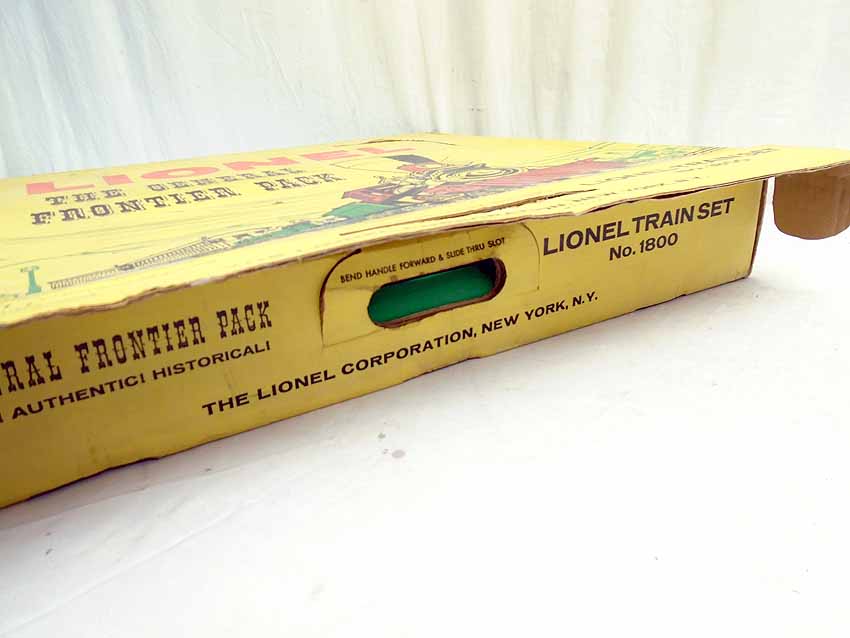 LIONEL
THE GENERAL
FRONTIER PACK
BEND HANDLE FORWARD & SLIDE THRU SLOT
LIONEL TRAIN SET
No. 1800
FRONTIER PACK
AUTHENTIC! HISTORICAL!
THE LIONEL CORPORATION, NEW YORK, N.Y.